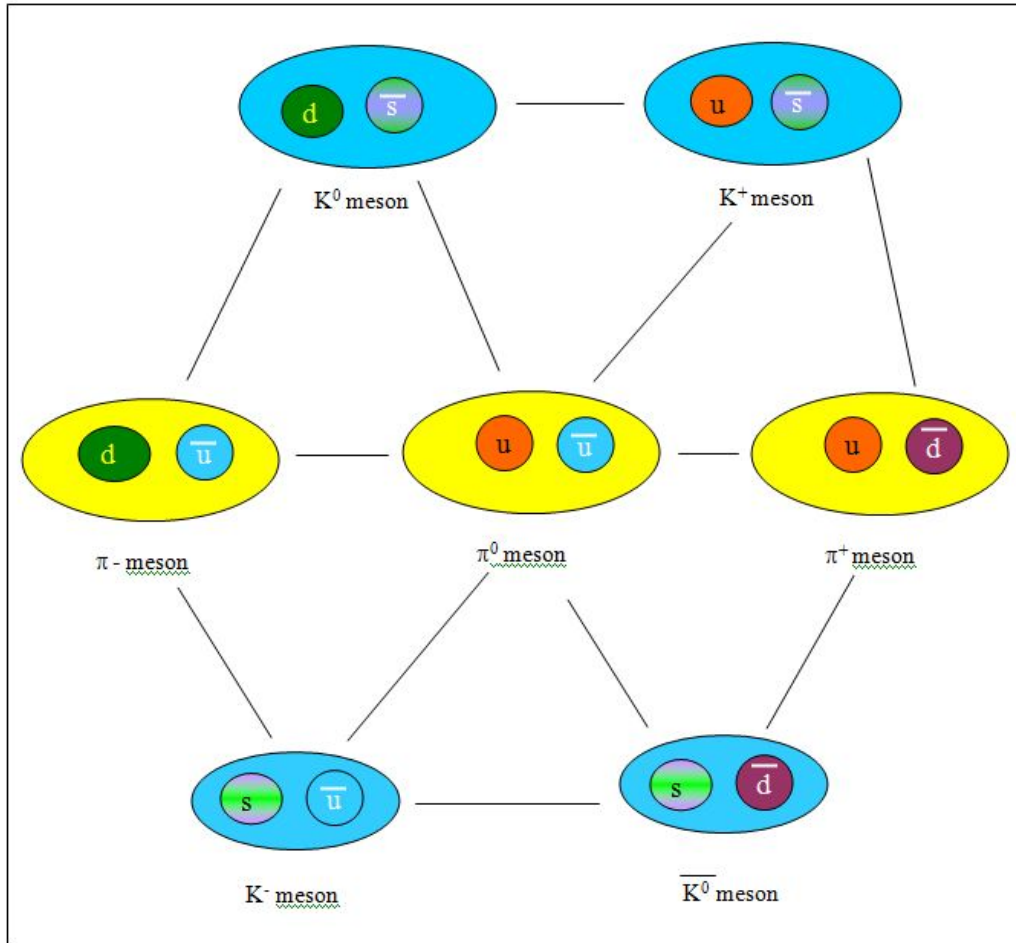 d s̅ u s̅
K⁰ meson K⁺ meson
d u̅ u u̅ u d̅
π - meson π⁰ meson π⁺ meson
s u̅ s d̅
K⁻ meson K̅⁰̅ meson